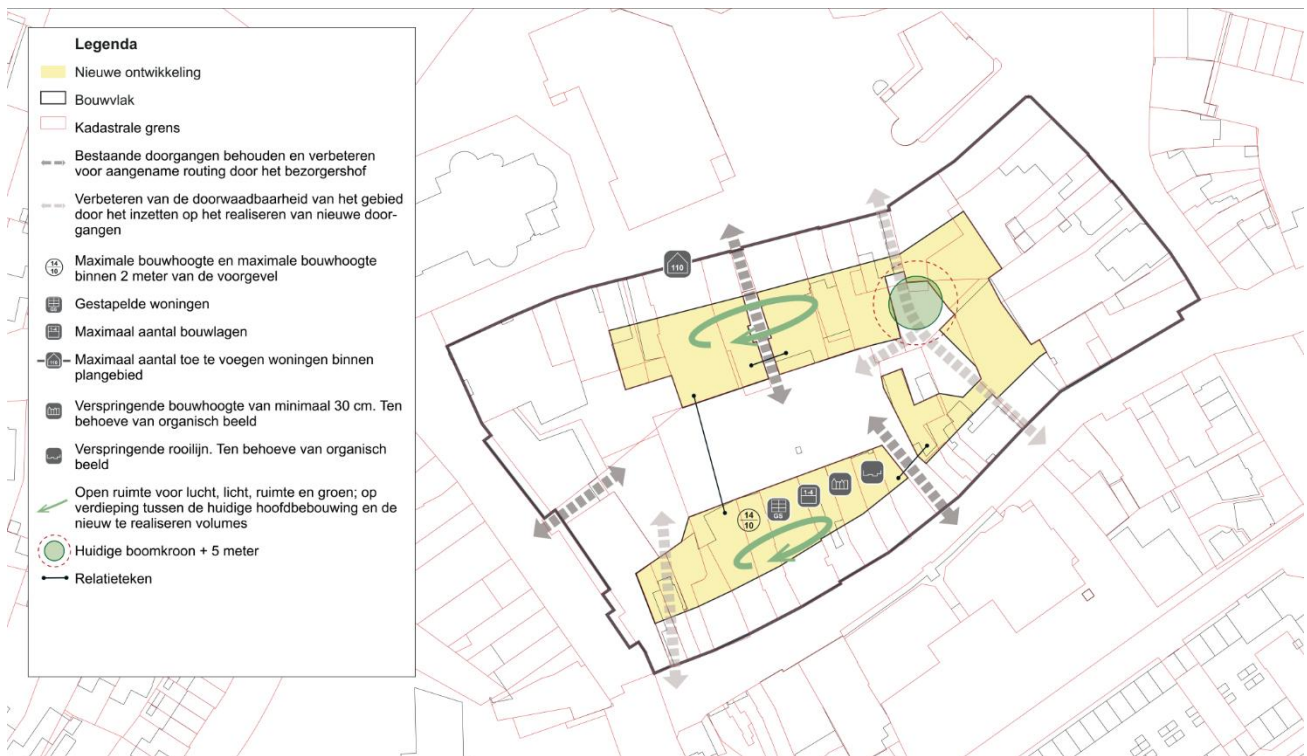 Legenda
Nieuwe ontwikkeling
Bouwvlak
Kadastrale grens
Bestaande doorgangen behouden en verbeteren
voor aangename routing door het bezorgershof
Verbeteren van de doorwaadbaarheid van het gebied
door het inzetten op het realiseren van nieuwe door-
gangen
14
10
Maximale bouwhoogte en maximale bouwhoogte
binnen 2 meter van de voorgevel
GS
Gestapelde woningen
Maximaal aantal bouwlagen
Maximaal aantal toe te voegen woningen binnen
plangebied
Verspringende bouwhoogte van minimaal 30 cm. Ten
behoeve van organisch beeld
Verspringende rooilijn. Ten behoeve van organisch
beeld
Open ruimte voor lucht, licht, ruimte en groen; op
verdieping tussen de huidige hoofdbebouwing en de
nieuw te realiseren volumes
Huidige boomkroon + 5 meter
Relatieteken
110
14
10
GS
1-4